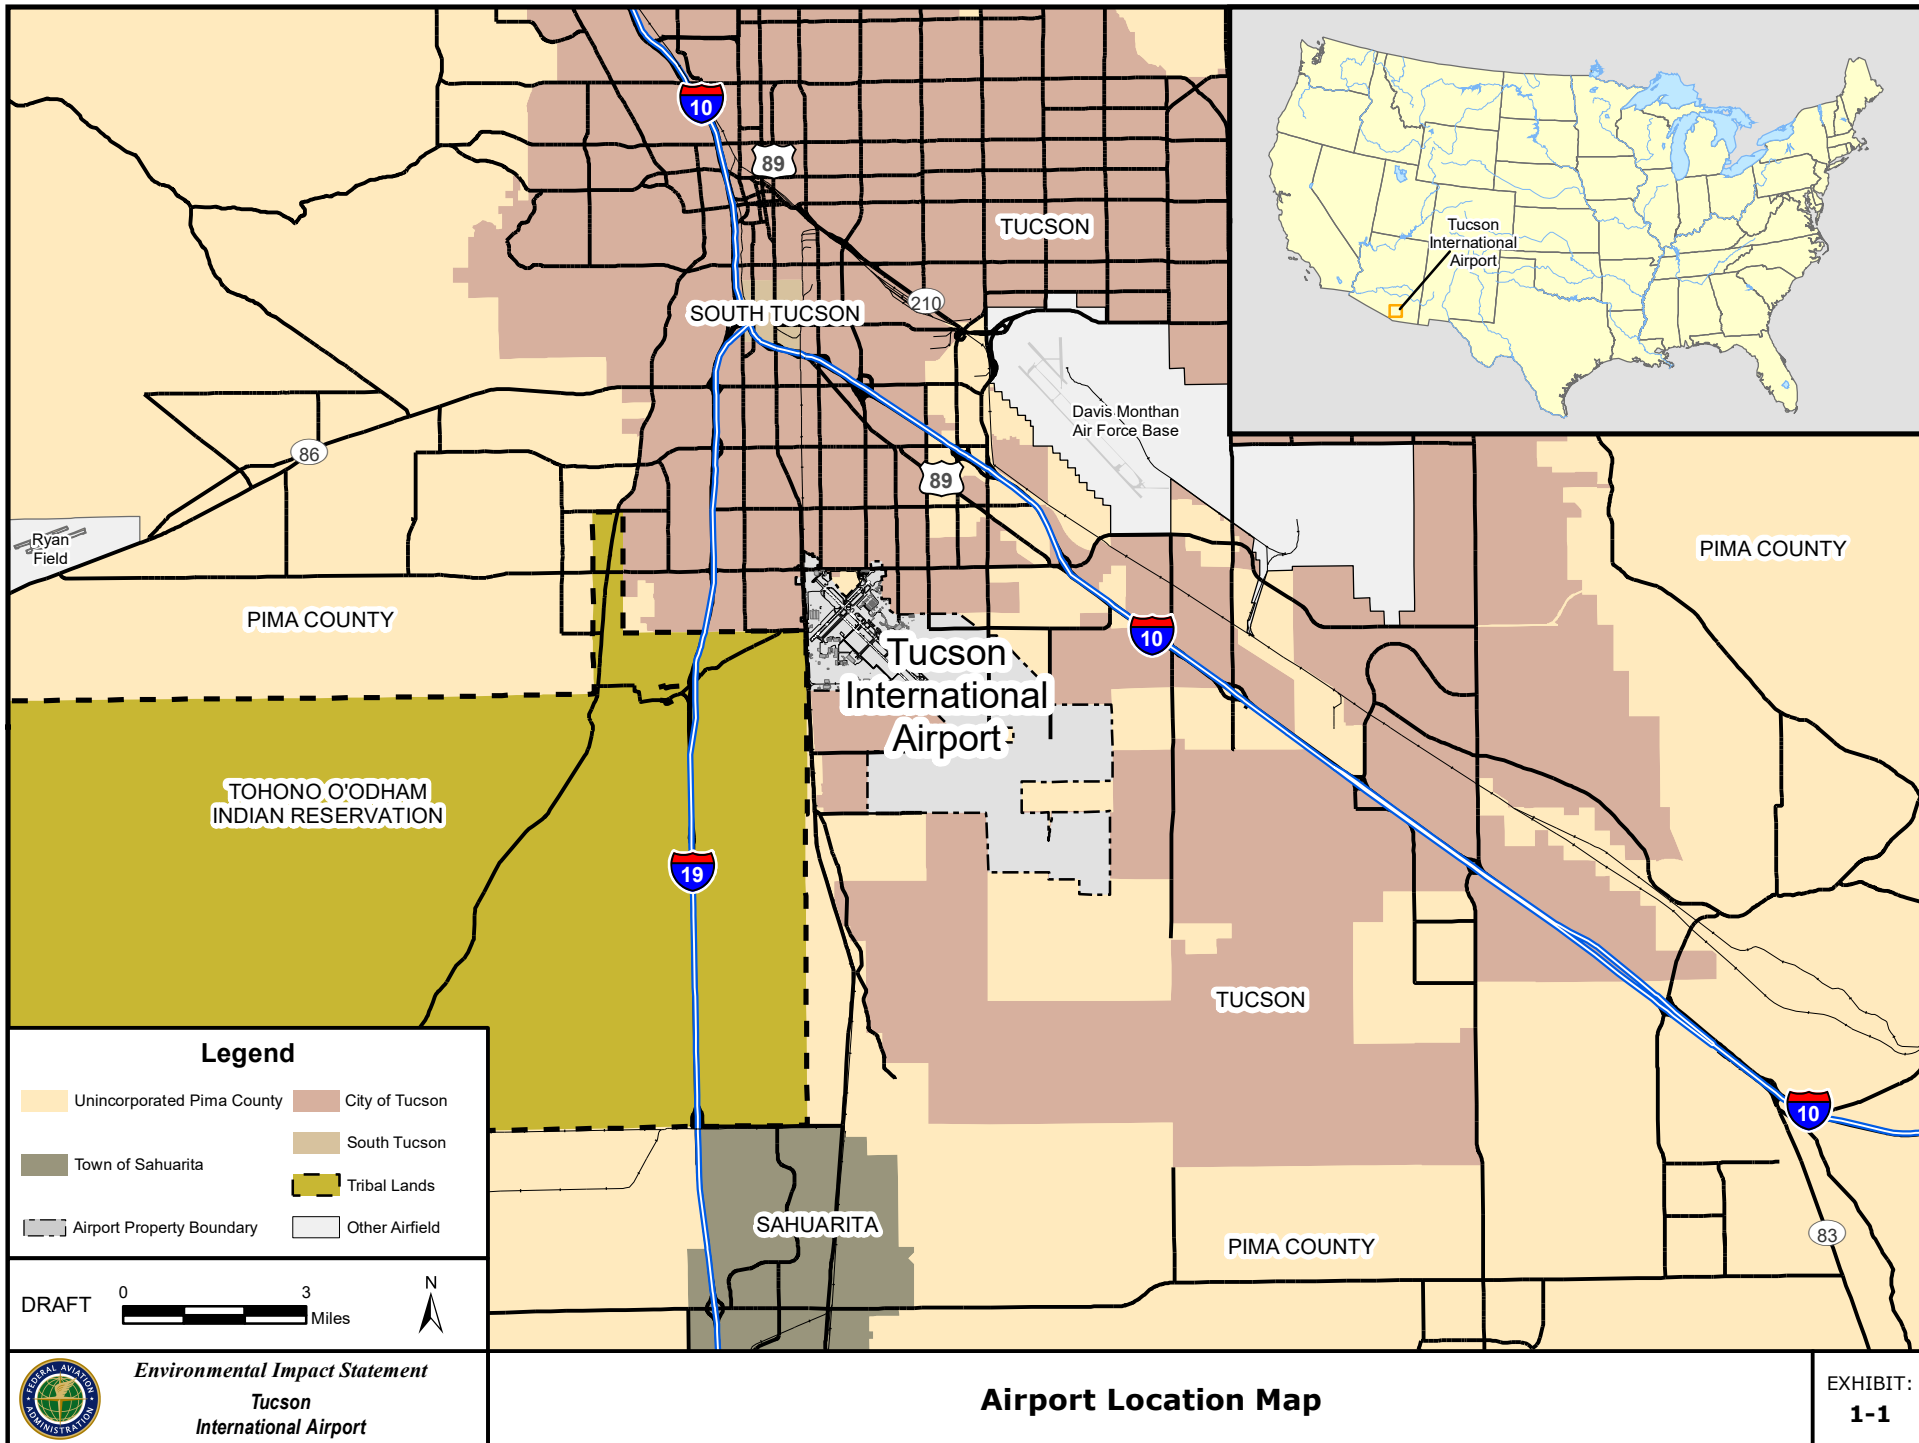 10
89
TUCSON
SOUTH TUCSON
210
Tucson
International
Airport
Davis Monthan
Air Force Base
86
89
Ryan
Field
PIMA COUNTY
PIMA COUNTY
10
Tucson
International
Airport
TOHONO O'ODHAM
INDIAN RESERVATION
19
TUCSON
10
SAHUARITA
PIMA COUNTY
83
Legend
Unincorporated Pima County
City of Tucson
South Tucson
Town of Sahuarita
Tribal Lands
Airport Property Boundary
Other Airfield
DRAFT
0 3
Miles
N
FEDERAL AVIATION
ADMINISTRATION
Environmental Impact Statement
Tucson
International Airport
Airport Location Map
EXHIBIT:
1-1